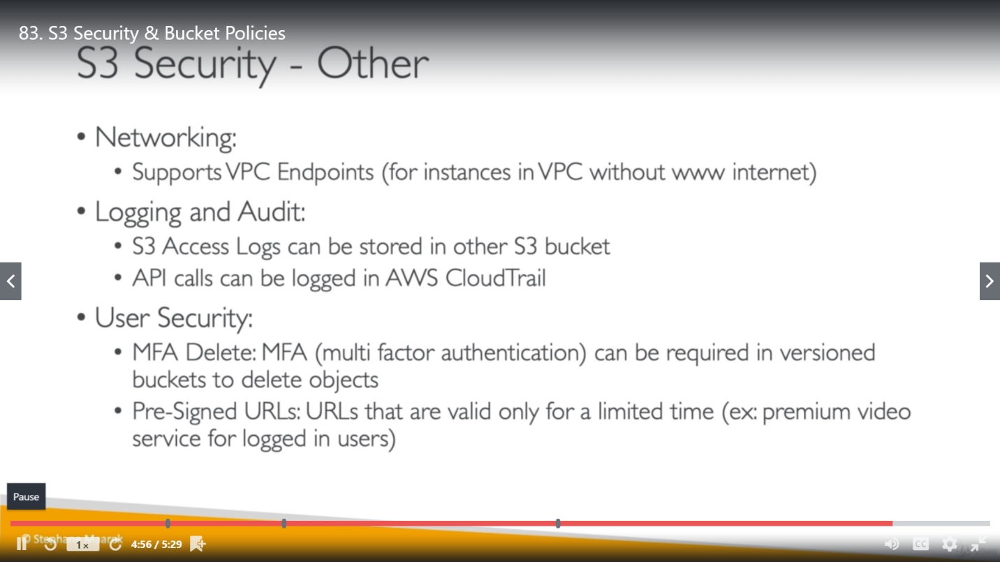 83. S3 Security & Bucket Policies
S3 Security - Other
• Networking:
• Supports VPC Endpoints (for instances in VPC without www internet)
• Logging and Audit:
• S3 Access Logs can be stored in other S3 bucket
• API calls can be logged in AWS CloudTrail
• User Security:
• MFA Delete: MFA (multi factor authentication) can be required in versioned
buckets to delete objects
• Pre-Signed URLs: URLs that are valid only for a limited time (ex: premium video
service for logged in users)
Pause
© Stephane Maarek
1x
4:56 / 5:29
CC